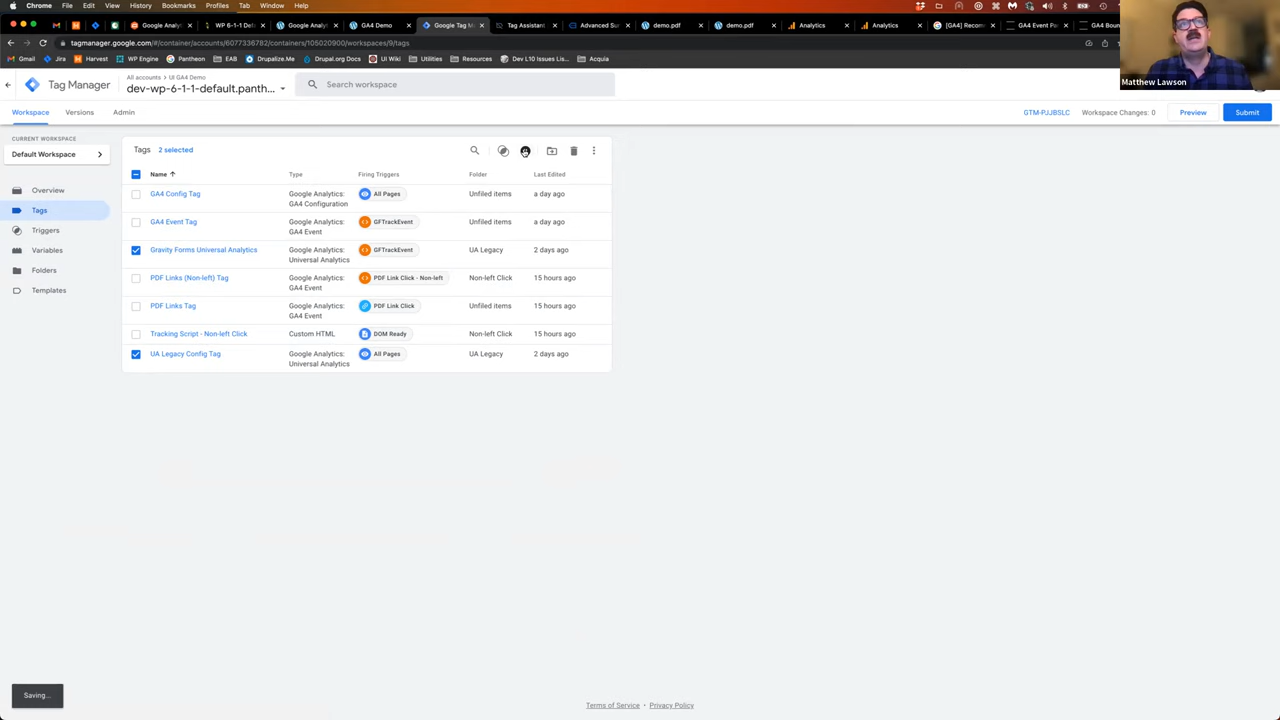 Chrome File Edit View History Bookmarks Profiles Tab Window Help
Google Analy
WP 6-1-1 Def
Google Analy
GA4 Demo
Google Tag M
Tag Assistan
Advanced Su
demo.pdf
demo.pdf
Analytics
Analytics
[GA4] Recom
GA4 Event Pa
GA4 Boun
tagmanager.google.com/#/container/accounts/6077336782/containers/105020900/workspaces/9/tags
Gmail Jira Harvest WP Engine Pantheon EAB Drupalize.Me Drupal.org Docs UI Wiki Utilities Resources Dev L10 Issues Lis... Acquia
Matthew Lawson
Tag Manager
All accounts > UI GA4 Demo
dev-wp-6-1-1-default.panth...
Search workspace
Workspace Versions Admin
GTM-PJJBSLC Workspace Changes: 0 Preview Submit
CURRENT WORKSPACE
Default Workspace
Overview
Tags
Triggers
Variables
Folders
Templates
Tags 2 selected
Name Type Firing Triggers Folder Last Edited
GA4 Config Tag Google Analytics: GA4 Configuration All Pages Unfiled items a day ago
GA4 Event Tag Google Analytics: GA4 Event GFTrackEvent Unfiled items a day ago
Gravity Forms Universal Analytics Google Analytics: Universal Analytics GFTrackEvent UA Legacy 2 days ago
PDF Links (Non-left) Tag Google Analytics: GA4 Event PDF Link Click - Non-left Non-left Click 15 hours ago
PDF Links Tag Google Analytics: GA4 Event PDF Link Click Unfiled items 15 hours ago
Tracking Script - Non-left Click Custom HTML DOM Ready Non-left Click 15 hours ago
UA Legacy Config Tag Google Analytics: Universal Analytics All Pages UA Legacy 2 days ago
Saving...
Terms of Service · Privacy Policy